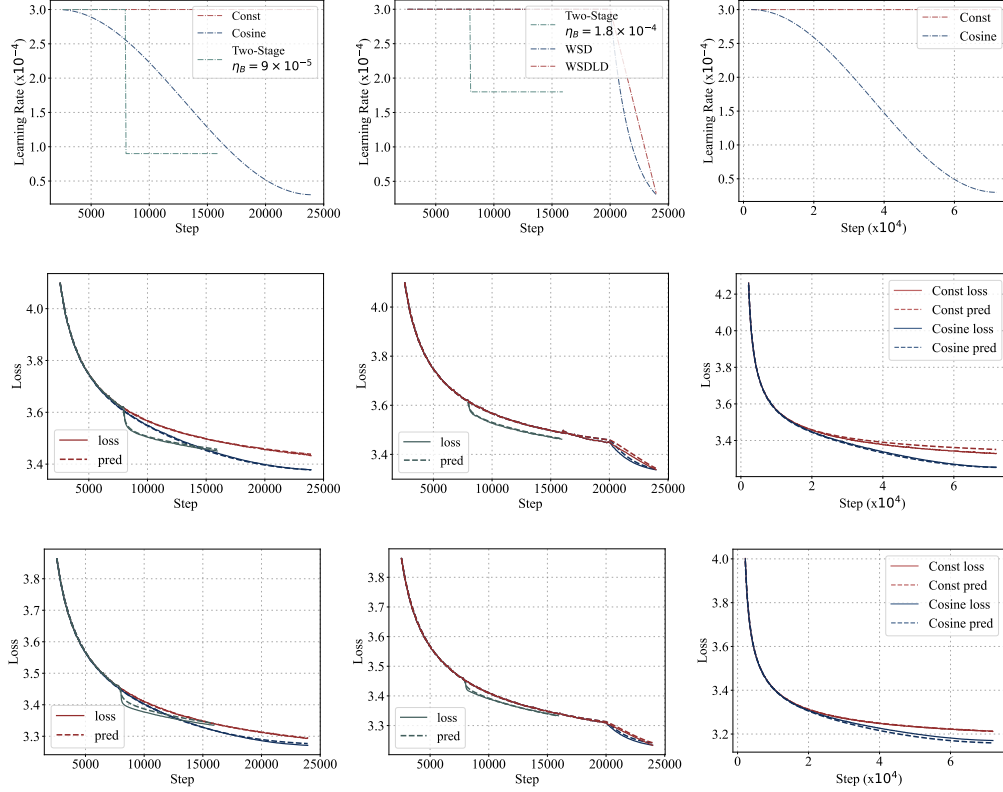 3.0
2.5
2.0
1.5
1.0
0.5
Learning Rate (x10⁻⁴)
5000 10000 15000 20000 25000
Step
Const
Cosine
Two-Stage
η_B = 9 × 10⁻⁵
3.0
2.5
2.0
1.5
1.0
0.5
Learning Rate (x10⁻⁴)
5000 10000 15000 20000 25000
Step
Two-Stage
η_B = 1.8 × 10⁻⁴
WSD
WSDLD
3.0
2.5
2.0
1.5
1.0
0.5
Learning Rate (x10⁻⁴)
0 2 4 6
Step (x10⁴)
Const
Cosine
4.0
3.8
3.6
3.4
Loss
5000 10000 15000 20000 25000
Step
loss
pred
4.0
3.8
3.6
3.4
Loss
5000 10000 15000 20000 25000
Step
loss
pred
4.2
4.0
3.8
3.6
3.4
Loss
0 2 4 6
Step (x10⁴)
Const loss
Const pred
Cosine loss
Cosine pred
3.8
3.7
3.6
3.5
3.4
3.3
Loss
5000 10000 15000 20000 25000
Step
loss
pred
3.8
3.7
3.6
3.5
3.4
3.3
Loss
5000 10000 15000 20000 25000
Step
loss
pred
4.0
3.8
3.6
3.4
3.2
Loss
0 2 4 6
Step (x10⁴)
Const loss
Const pred
Cosine loss
Cosine pred